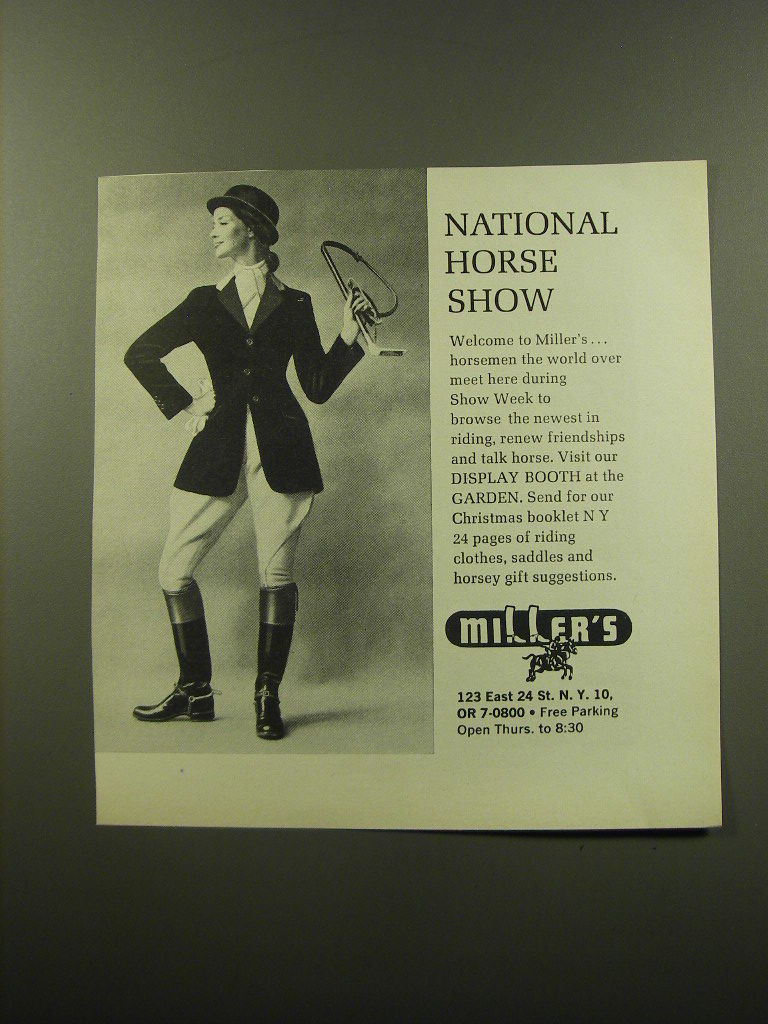 NATIONAL
HORSE
SHOW
Welcome to Miller's...
horsemen the world over
meet here during
Show Week to
browse the newest in
riding, renew friendships
and talk horse. Visit our
DISPLAY BOOTH at the
GARDEN. Send for our
Christmas booklet N Y
24 pages of riding
clothes, saddles and
horsey gift suggestions.
MILLER'S
123 East 24 St. N. Y. 10,
OR 7-0800 • Free Parking
Open Thurs. to 8:30